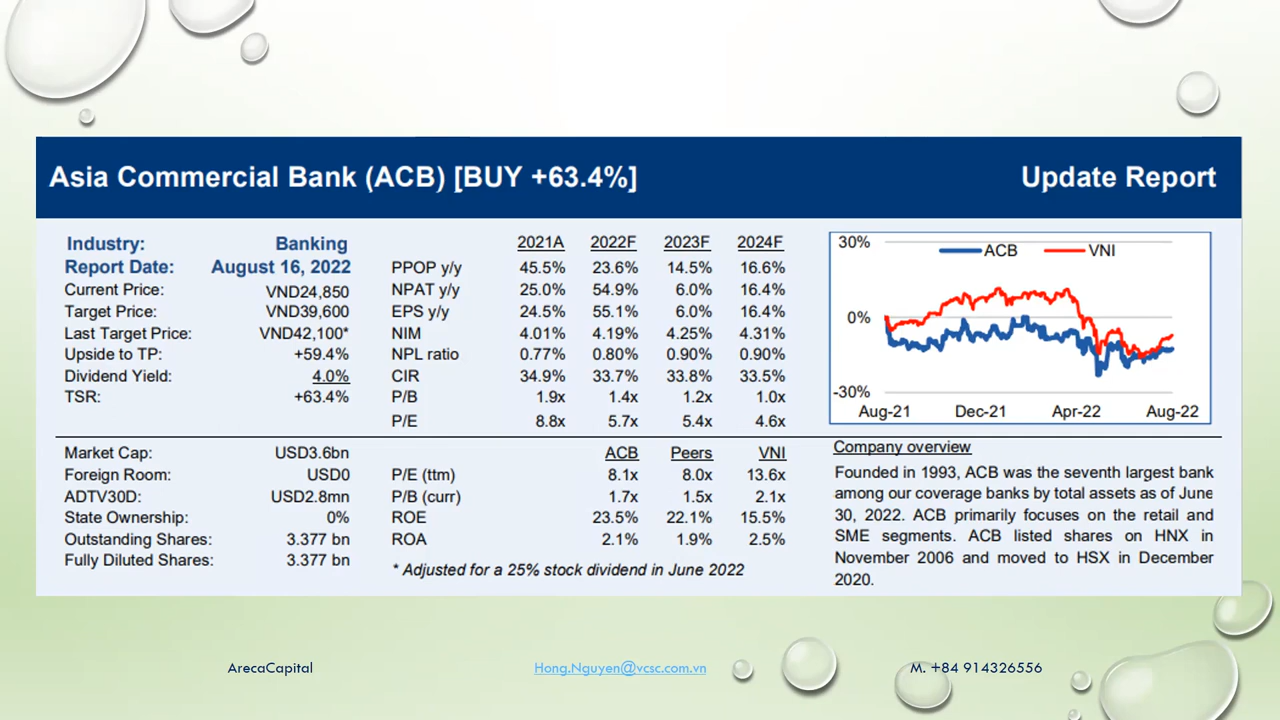 Asia Commercial Bank (ACB) [BUY +63.4%] Update Report
Industry: Banking
Report Date: August 16, 2022
Current Price: VND24,850
Target Price: VND39,600
Last Target Price: VND42,100*
Upside to TP: +59.4%
Dividend Yield: 4.0%
TSR: +63.4%
2021A 2022F 2023F 2024F
PPOP y/y 45.5% 23.6% 14.5% 16.6%
NPAT y/y 25.0% 54.9% 6.0% 16.4%
EPS y/y 24.5% 55.1% 6.0% 16.4%
NIM 4.01% 4.19% 4.25% 4.31%
NPL ratio 0.77% 0.80% 0.90% 0.90%
CIR 34.9% 33.7% 33.8% 33.5%
P/B 1.9x 1.4x 1.2x 1.0x
P/E 8.8x 5.7x 5.4x 4.6x
30%
ACB VNI
0%
-30%
Aug-21 Dec-21 Apr-22 Aug-22
Market Cap: USD3.6bn
Foreign Room: USD0
ADTV30D: USD2.8mn
State Ownership: 0%
Outstanding Shares: 3.377 bn
Fully Diluted Shares: 3.377 bn
ACB Peers VNI
P/E (ttm) 8.1x 8.0x 13.6x
P/B (curr) 1.7x 1.5x 2.1x
ROE 23.5% 22.1% 15.5%
ROA 2.1% 1.9% 2.5%
* Adjusted for a 25% stock dividend in June 2022
Company overview
Founded in 1993, ACB was the seventh largest bank
among our coverage banks by total assets as of June
30, 2022. ACB primarily focuses on the retail and
SME segments. ACB listed shares on HNX in
November 2006 and moved to HSX in December
2020.
ArecaCapital Hong.Nguyen@vcsc.com.vn M. +84 914326556